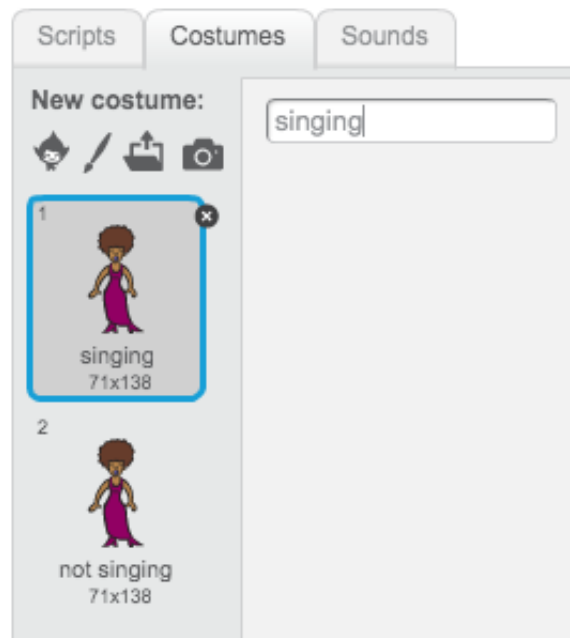 Scripts Costumes Sounds
New costume:
singing
1
singing
71x138
2
not singing
71x138